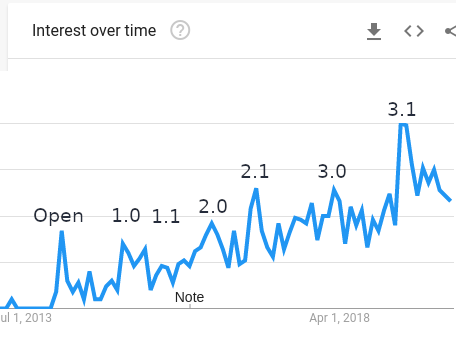 Interest over time
3.1
2.1
3.0
2.0
Open
1.0
1.1
Note
ul 1, 2013
Apr 1, 2018